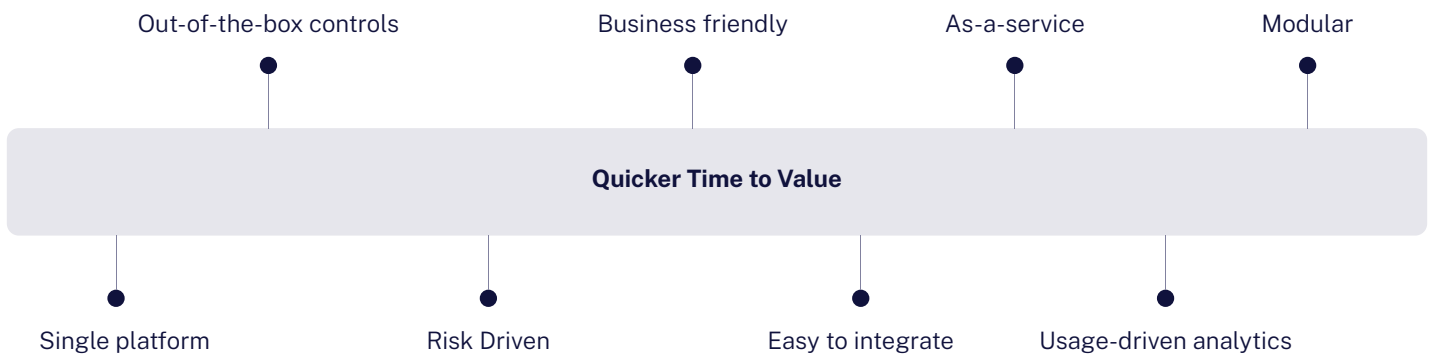 Out-of-the-box controls
Business friendly
As-a-service
Modular
Quicker Time to Value
Single platform
Risk Driven
Easy to integrate
Usage-driven analytics